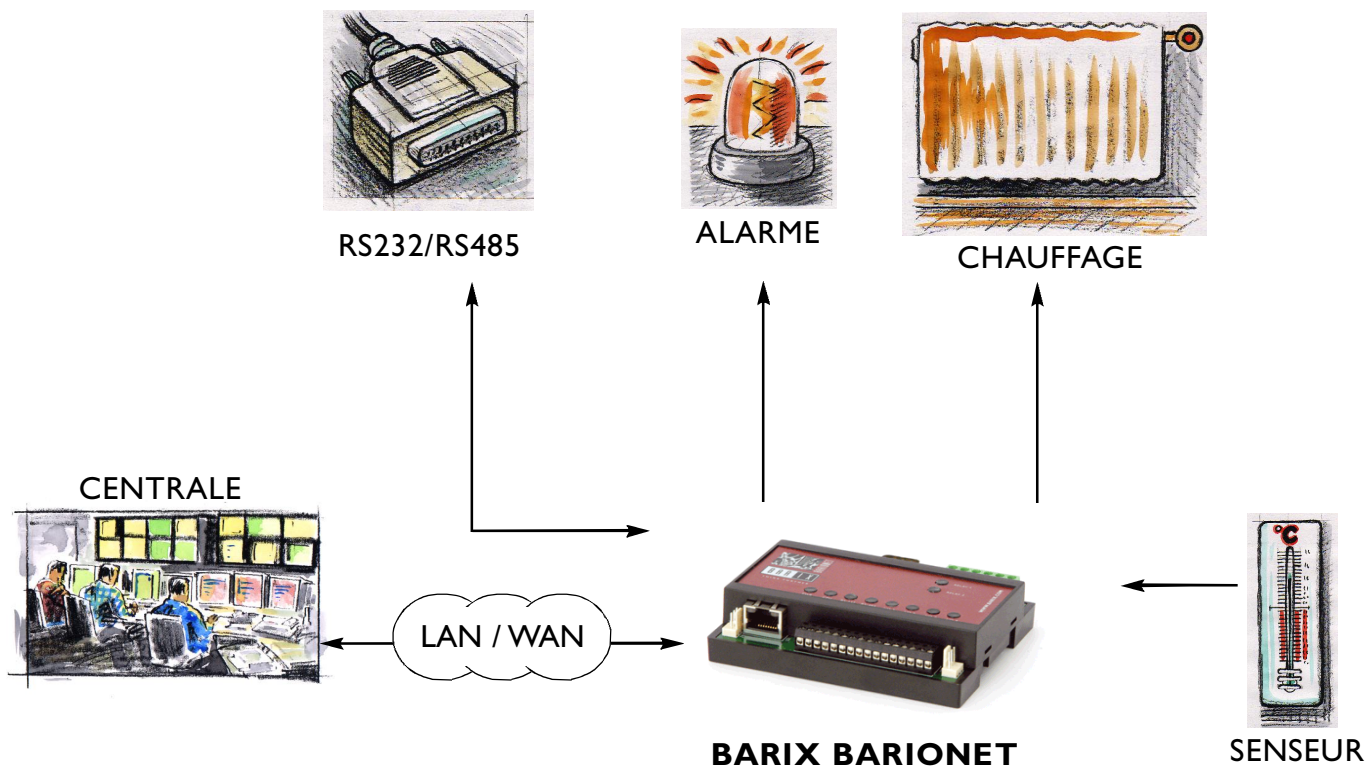 RS232/RS485
ALARME
CHAUFFAGE
CENTRALE
°C
LAN / WAN
BARIX BARIONET
SENSEUR